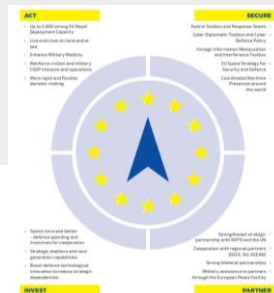 ACT
- Up to 5,000 strong EU Rapid
Deployment Capacity
- Live exercises on land and at
sea
- Enhance Military Mobility
- Reinforce civilian and military
CSDP missions and operations
- More rapid and flexible
decision making
SECURE
Hybrid Toolbox and Response Teams -
Cyber Diplomatic Toolbox and Cyber -
Defence Policy
Foreign Information Manipulation -
and Interference Toolbox
EU Space Strategy for -
Security and Defence
Coordinated Maritime -
Presences around
the world
- Spend more and better
- defence spending and
incentives for cooperation
- Strategic enablers and next
generation capabilities
- Boost defence technological
innovation to reduce strategic
dependencies
INVEST
Strengthened strategic -
partnership with NATO and the UN
Cooperation with regional partners -
(OSCE, AU, ASEAN)
Strong bilateral partnerships -
Military assistance to partners -
through the European Peace Facility
PARTNER